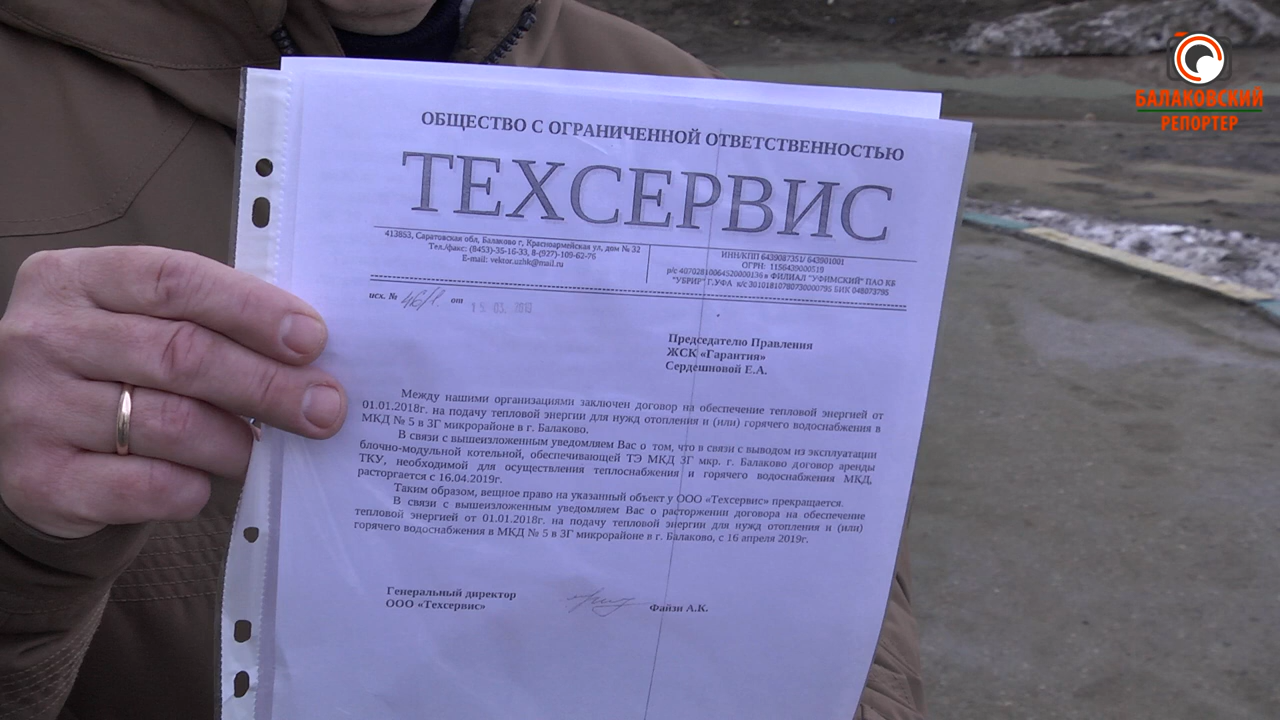 БАЛАКОВСКИЙ
РЕПОРТЕР
ОБЩЕСТВО С ОГРАНИЧЕННОЙ ОТВЕТСТВЕННОСТЬЮ
ТЕХСЕРВИС
413853, Саратовская обл, Балаково г, Красноармейская ул, дом № 32
Тел./факс: (8453)-35-16-33, 8-(927)-109-62-76
E-mail: vektor.uzhk@mail.ru
ИНН/КПП 6439087351/ 643901001
ОГРН: 1156439000519
р/с 40702810064520000136 в ФИЛИАЛ "УФИМСКИЙ" ПАО КБ
"УБРИР" Г.УФА к/с 30101810780730000795 БИК 048073795
исх. № от
Председателю Правления
ЖСК «Гарантия»
Сердешновой Е.А.
Между нашими организациями заключен договор на обеспечение тепловой энергией от
01.01.2018г. на подачу тепловой энергии для нужд отопления и (или) горячего водоснабжения в
МКД № 5 в 3Г микрорайоне в г. Балаково.
В связи с вышеизложенным уведомляем Вас о том, что в связи с выводом из эксплуатации
блочно-модульной котельной, обеспечивающей ТЭ МКД 3Г мкр. г. Балаково договор аренды
ТКУ, необходимой для осуществления теплоснабжения и горячего водоснабжения МКД,
расторгается с 16.04.2019г.
Таким образом, вещное право на указанный объект у ООО «Техсервис» прекращается.
В связи с вышеизложенным уведомляем Вас о расторжении договора на обеспечение
тепловой энергией от 01.01.2018г. на подачу тепловой энергии для нужд отопления и (или)
горячего водоснабжения в МКД № 5 в 3Г микрорайоне в г. Балаково, с 16 апреля 2019г.
Генеральный директор
ООО «Техсервис»
Файзи А.К.